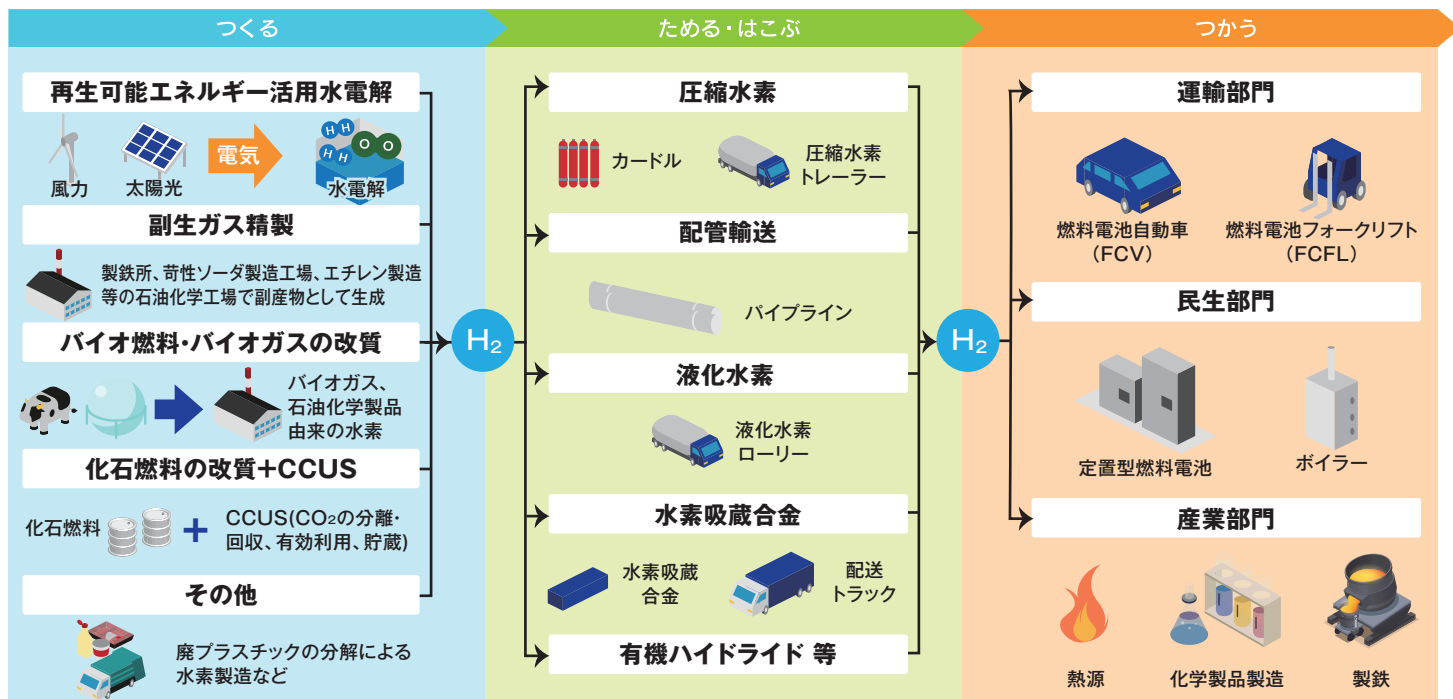 つくる
再生可能エネルギー活用水電解
風力
太陽光
電気
H H
H H
O O
水電解
副生ガス精製
製鉄所、苛性ソーダ製造工場、エチレン製造
等の石油化学工場で副産物として生成
バイオ燃料・バイオガスの改質
バイオガス、
石油化学製品
由来の水素
化石燃料の改質+CCUS
化石燃料
+
CCUS(CO₂の分離・
回収、有効利用、貯蔵)
その他
廃プラスチックの分解による
水素製造など
H₂
ためる・はこぶ
圧縮水素
カードル
圧縮水素
トレーラー
配管輸送
パイプライン
液化水素
液化水素
ローリー
水素吸蔵合金
水素吸蔵
合金
配送
トラック
有機ハイドライド 等
H₂
つかう
運輸部門
燃料電池自動車
(FCV)
燃料電池フォークリフト
(FCFL)
民生部門
定置型燃料電池
ボイラー
産業部門
熱源
化学製品製造
製鉄